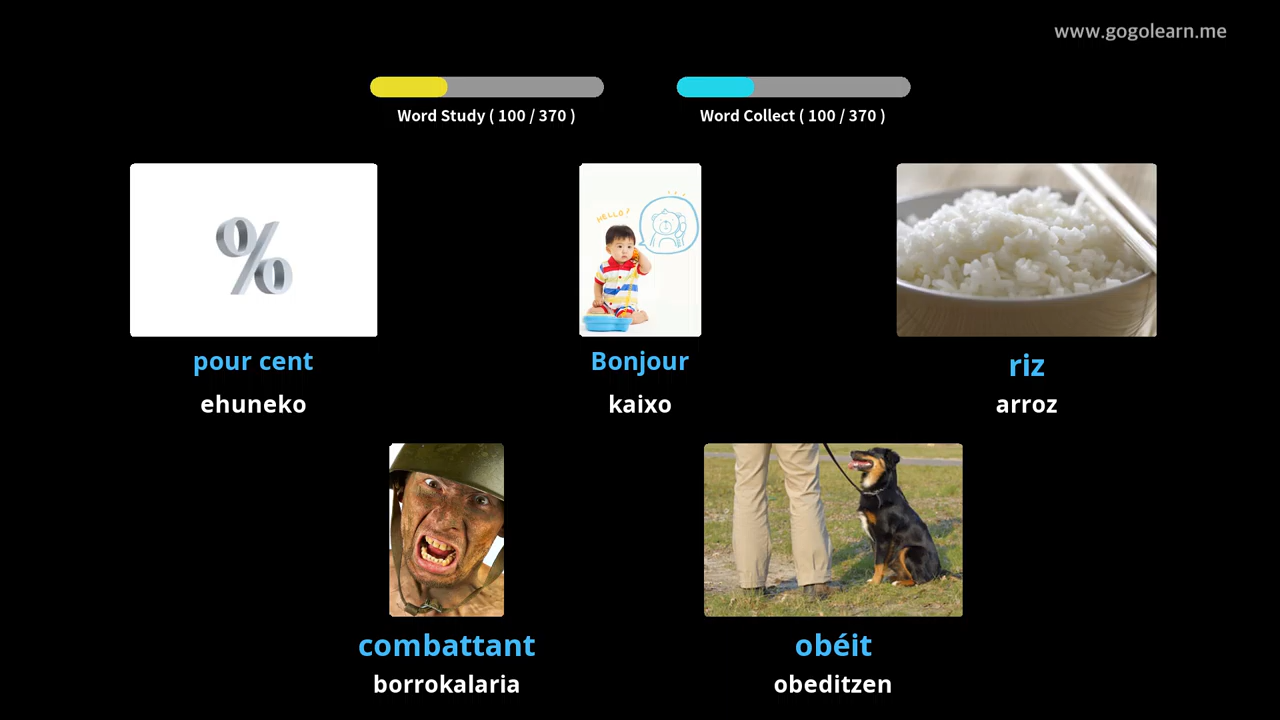 www.gogolearn.me
Word Study ( 100 / 370 )
Word Collect ( 100 / 370 )
%
HELLO?
pour cent
Bonjour
riz
ehuneko
kaixo
arroz
combattant
obéit
borrokalaria
obeditzen